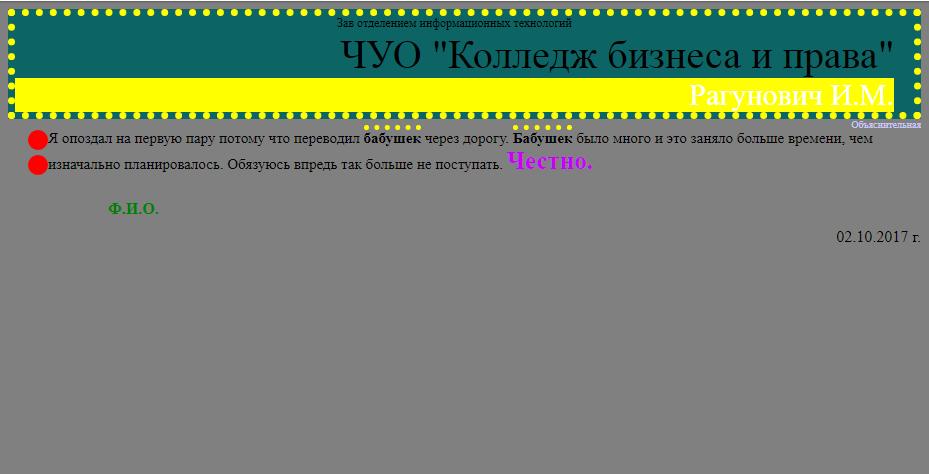 Зав отделением информационных технологий
ЧУО "Колледж бизнеса и права"
Рагунович И.М.
Объяснительная
Я опоздал на первую пару потому что переводил бабушек через дорогу. Бабушек было много и это заняло больше времени, чем
изначально планировалось. Обязуюсь впредь так больше не поступать. Честно.
Ф.И.О.
02.10.2017 г.